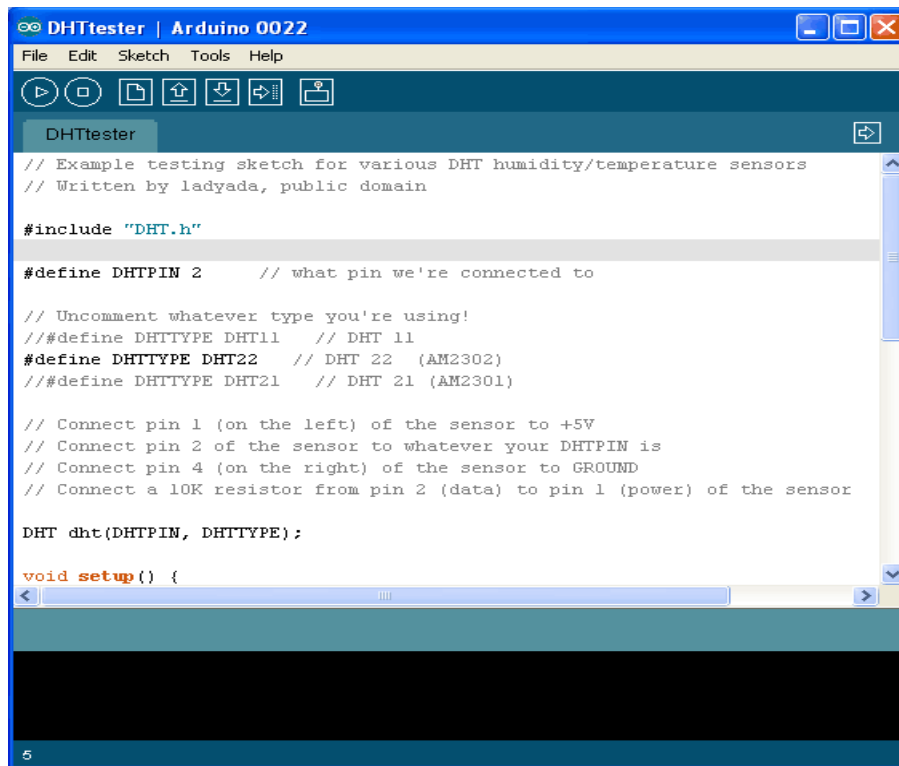 DHTtester | Arduino 0022
File Edit Sketch Tools Help
DHTtester
// Example testing sketch for various DHT humidity/temperature sensors
// Written by ladyada, public domain
#include "DHT.h"
#define DHTPIN 2     // what pin we're connected to
// Uncomment whatever type you're using!
//#define DHTTYPE DHT11   // DHT 11
#define DHTTYPE DHT22   // DHT 22  (AM2302)
//#define DHTTYPE DHT21   // DHT 21 (AM2301)
// Connect pin 1 (on the left) of the sensor to +5V
// Connect pin 2 of the sensor to whatever your DHTPIN is
// Connect pin 4 (on the right) of the sensor to GROUND
// Connect a 10K resistor from pin 2 (data) to pin 1 (power) of the sensor
DHT dht(DHTPIN, DHTTYPE);
void setup() {
5